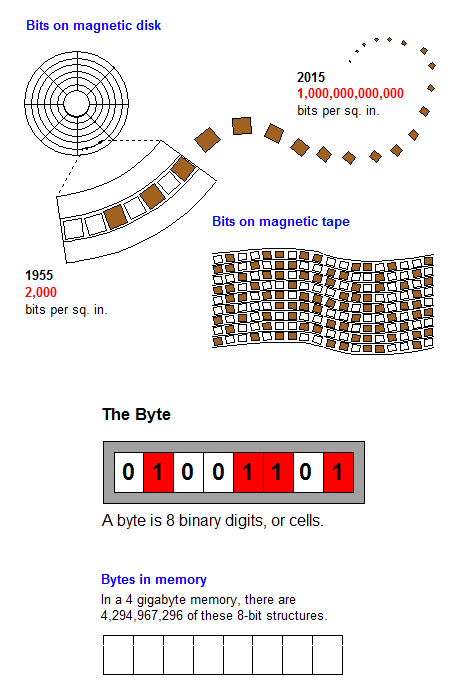 Bits on magnetic disk
2015
1,000,000,000,000
bits per sq. in.
Bits on magnetic tape
1955
2,000
bits per sq. in.
The Byte
0 1 0 0 1 1 0 1
A byte is 8 binary digits, or cells.
Bytes in memory
In a 4 gigabyte memory, there are
4,294,967,296 of these 8-bit structures.